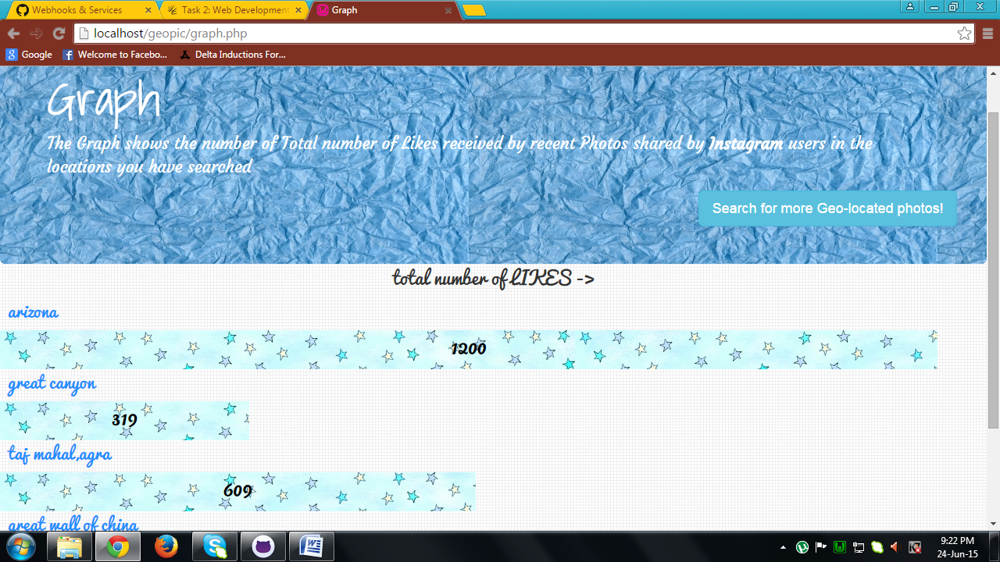 Webhooks & Services
Task 2: Web Development
Graph
localhost/geopic/graph.php
Google
Welcome to Facebo...
Delta Inductions For...
Graph
The Graph shows the number of Total number of Likes received by recent Photos shared by Instagram users in the
locations you have searched
Search for more Geo-located photos!
total number of LIKES ->
arizona
1200
great canyon
319
taj mahal,agra
609
great wall of china
9:22 PM
24-Jun-15